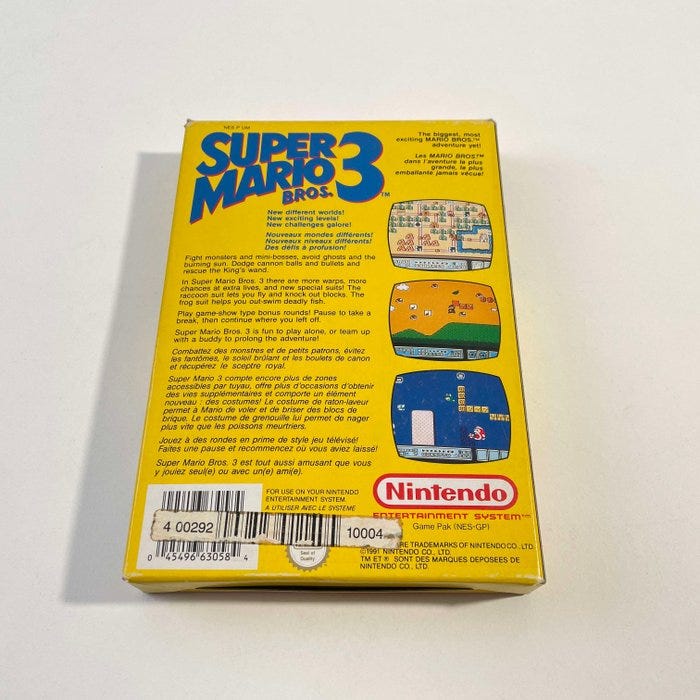 NES P UM
SUPER
MARIO
BROS. 3 TM
The biggest, most
exciting MARIO BROS.™
adventure yet!
Les MARIO BROS™
dans l'aventure la plus
grande, la plus
emballante jamais vécue!
New different worlds!
New exciting levels!
New challenges galore!
Nouveaux mondes différents!
Nouveaux niveaux différents!
Des défis à profusion!
Fight monsters and mini-bosses, avoid ghosts and the
burning sun. Dodge cannon balls and bullets and
rescue the King's wand.
In Super Mario Bros. 3 there are more warps, more
chances at extra lives, and new special suits! The
raccoon suit lets you fly and knock out blocks. The
frog suit helps you out-swim deadly fish.
Play game-show type bonus rounds! Pause to take a
break, then continue where you left off.
Super Mario Bros. 3 is fun to play alone, or team up
with a buddy to prolong the adventure!
Combattez des monstres et de petits patrons, évitez
les fantômes, le soleil brûlant et les boulets de canon
et récupérez le sceptre royal.
Super Mario 3 compte encore plus de zones
accessibles par tuyau, offre plus d'occasions d'obtenir
des vies supplémentaires et comporte un élément
nouveau : des costumes! Le costume de raton-laveur
permet à Mario de voler et de briser des blocs de
brique. Le costume de grenouille lui permet de nager
plus vite que les poissons meurtriers.
Jouez à des rondes en prime de style jeu télévisé!
Faites une pause et recommencez où vous aviez laissé!
Super Mario Bros. 3 est tout aussi amusant que vous
y jouiez seul(e) ou avec un(e) ami(e).
FOR USE ON YOUR NINTENDO
ENTERTAINMENT SYSTEM.
A UTILISER AVEC LE SYSTEME
4 00292
10004
0 45496 63058 4
Seal of
Quality
Nintendo
ENTERTAINMENT SYSTEM™
Game Pak (NES-GP)
ARE TRADEMARKS OF NINTENDO CO., LTD.
©1991 NINTENDO CO., LTD.
TM ET ® SONT DES MARQUES DEPOSEES DE
NINTENDO CO., LTD.